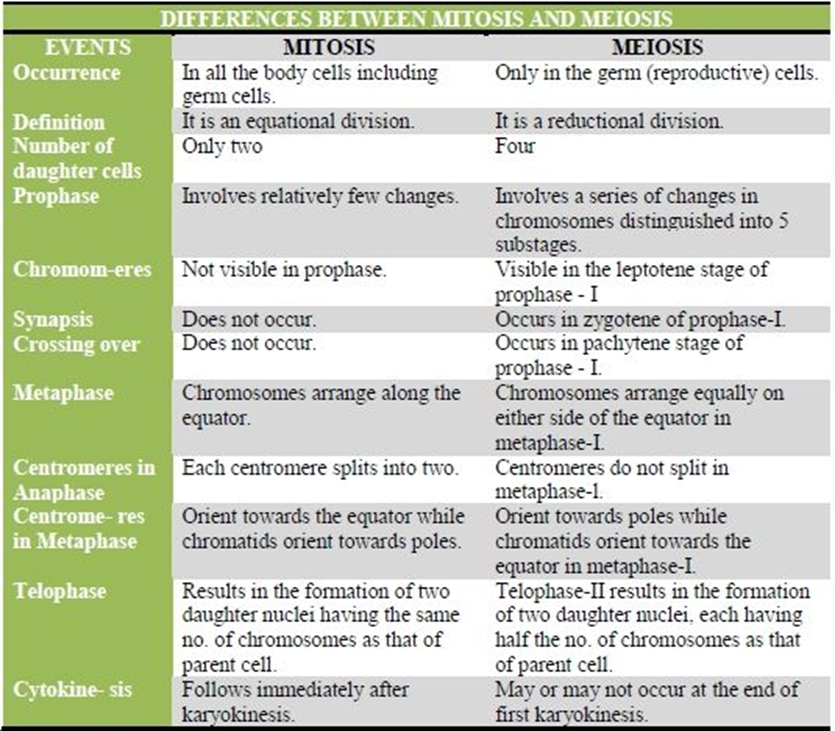 DIFFERENCES BETWEEN MITOSIS AND MEIOSIS
EVENTS MITOSIS MEIOSIS
Occurrence In all the body cells including Only in the germ (reproductive) cells.
germ cells.
Definition It is an equational division. It is a reductional division.
Number of Only two Four
daughter cells
Prophase Involves relatively few changes. Involves a series of changes in
chromosomes distinguished into 5
substages.
Chromom-eres Not visible in prophase. Visible in the leptotene stage of
prophase - I
Synapsis Does not occur. Occurs in zygotene of prophase-I.
Crossing over Does not occur. Occurs in pachytene stage of
prophase - I.
Metaphase Chromosomes arrange along the Chromosomes arrange equally on
equator. either side of the equator in
metaphase-I.
Centromeres in Each centromere splits into two. Centromeres do not split in
Anaphase metaphase-l.
Centrome- res Orient towards the equator while Orient towards poles while
in Metaphase chromatids orient towards poles. chromatids orient towards the
equator in metaphase-I.
Telophase Results in the formation of two Telophase-II results in the formation
daughter nuclei having the same of two daughter nuclei, each having
no. of chromosomes as that of half the no. of chromosomes as that
parent cell. of parent cell.
Cytokine- sis Follows immediately after May or may not occur at the end of
karyokinesis. first karyokinesis.